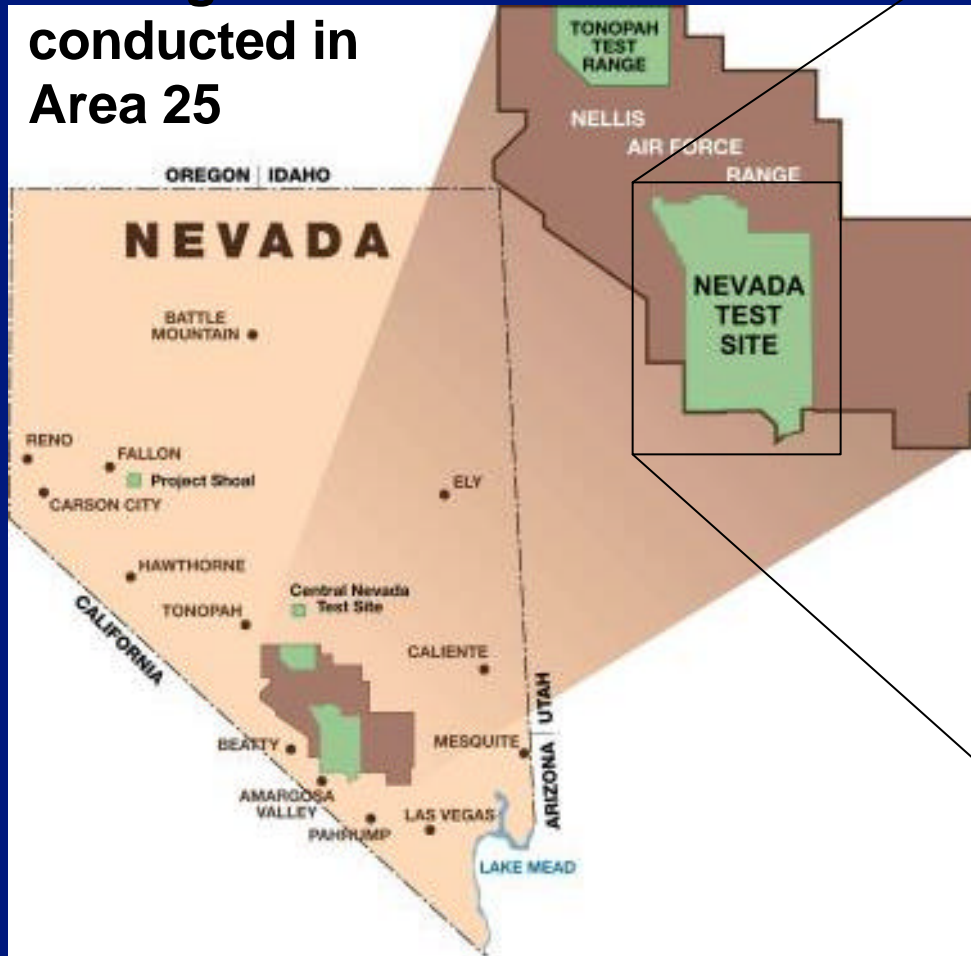 conducted in
Area 25
TONOPAH
TEST
RANGE
NELLIS
AIR FORCE
RANGE
OREGON IDAHO
NEVADA
NEVADA
TEST
SITE
BATTLE
MOUNTAIN
RENO
FALLON
Project Shoal
CARSON CITY
ELY
HAWTHORNE
Central Nevada
Test Site
TONOPAH
CALIFORNIA
CALIENTE
UTAH
ARIZONA
BEATTY
MESQUITE
AMARGOSA
VALLEY
LAS VEGAS
PAHRUMP
LAKE MEAD